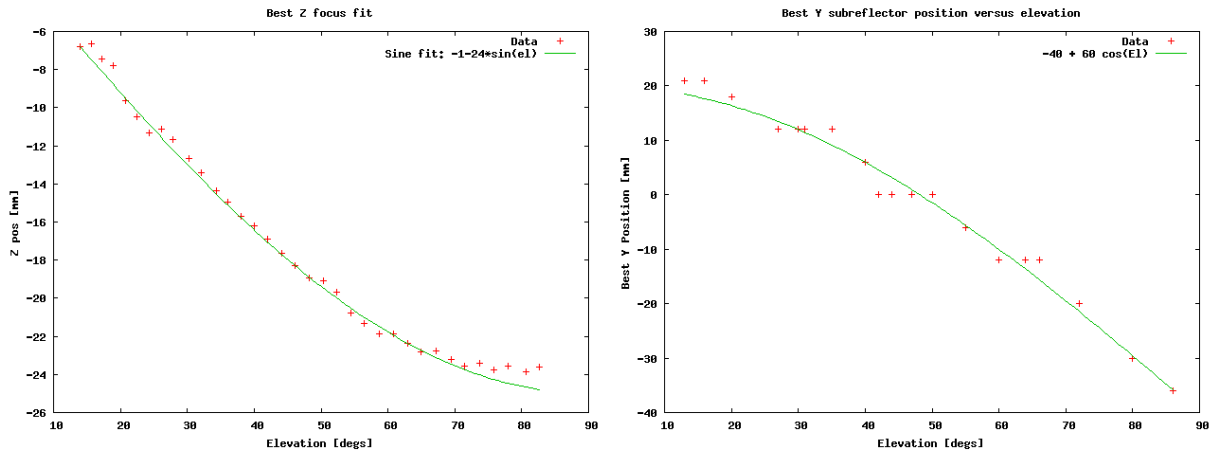 Best Z focus fit
Data
Sine fit: -1-24*sin(el)
-6
-8
-10
-12
-14
-16
-18
-20
-22
-24
-26
Z pos [mm]
10 20 30 40 50 60 70 80 90
Elevation [degs]
Best Y subreflector position versus elevation
Data
-40 + 60 cos(El)
30
20
10
0
-10
-20
-30
-40
Best Y Position [mm]
10 20 30 40 50 60 70 80 90
Elevation [degs]